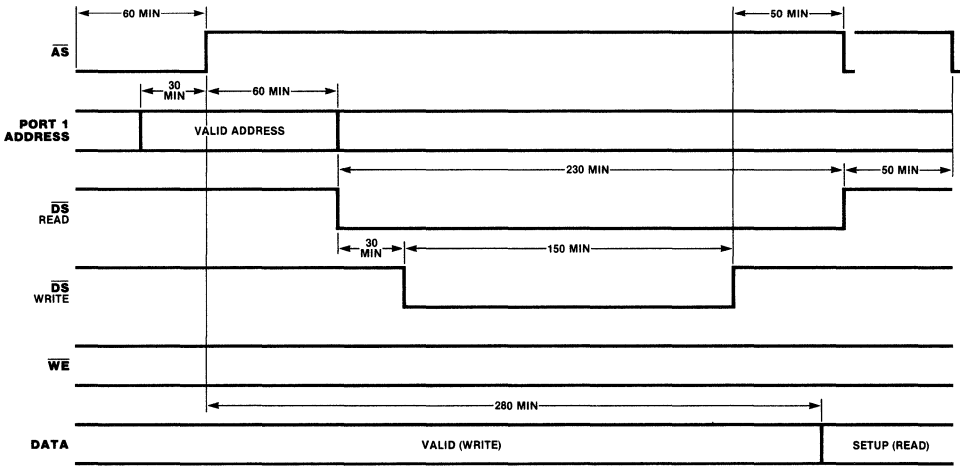 60 MIN
50 MIN
AS
30
MIN
60 MIN
PORT 1
ADDRESS
VALID ADDRESS
230 MIN
50 MIN
DS
READ
30
MIN
150 MIN
DS
WRITE
WE
280 MIN
DATA
VALID (WRITE)
SETUP (READ)